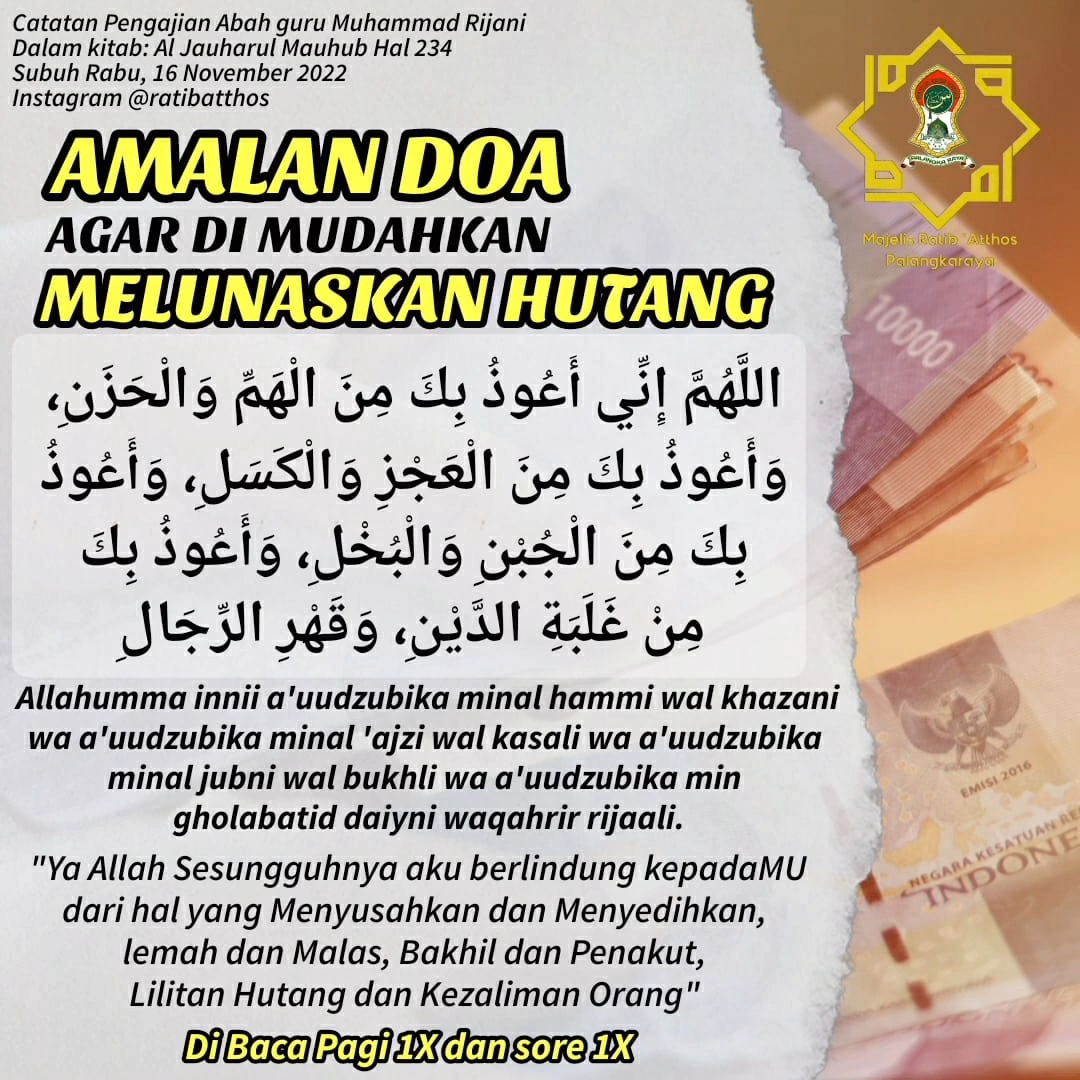 Catatan Pengajian Abah guru Muhammad Rijani
Dalam kitab: Al Jauharul Mauhub Hal 234
Subuh Rabu, 16 November 2022
Instagram @ratibatthos
PALANGKA RAYA
Majelis Ratib 'Atthos
Palangkaraya
AMALAN DOA
AGAR DI MUDAHKAN
MELUNASKAN HUTANG
10000
اللَّهُمَّ إِنِّي أَعُوذُ بِكَ مِنَ الْهَمِّ وَالْحَزَنِ،
وَأَعُوذُ بِكَ مِنَ الْعَجْزِ وَالْكَسَلِ، وَأَعُوذُ
بِكَ مِنَ الْجُبْنِ وَالْبُخْلِ، وَأَعُوذُ بِكَ
مِنْ غَلَبَةِ الدَّيْنِ، وَقَهْرِ الرِّجَالِ
Allahumma innii a'uudzubika minal hammi wal khazani
wa a'uudzubika minal 'ajzi wal kasali wa a'uudzubika
minal jubni wal bukhli wa a'uudzubika min
gholabatid daiyni waqahrir rijaali.
EMISI 2016
NEGARA KESATUAN RE
INDONE
"Ya Allah Sesungguhnya aku berlindung kepadaMU
dari hal yang Menyusahkan dan Menyedihkan,
lemah dan Malas, Bakhil dan Penakut,
Lilitan Hutang dan Kezaliman Orang"
Di Baca Pagi 1X dan sore 1X